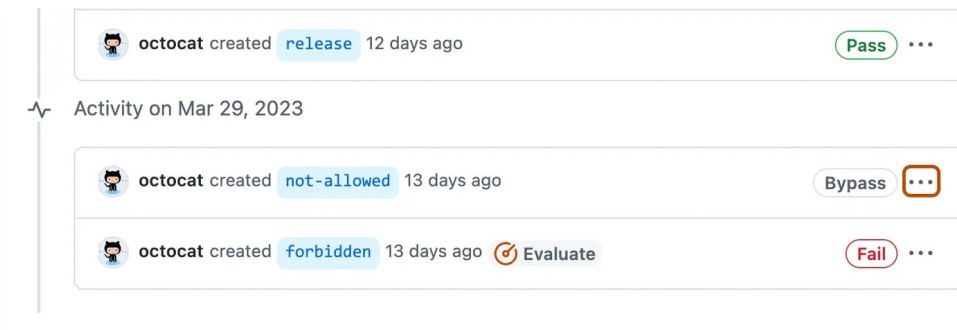 octocat created release 12 days ago Pass ...
Activity on Mar 29, 2023
octocat created not-allowed 13 days ago Bypass ...
octocat created forbidden 13 days ago Evaluate Fail ...